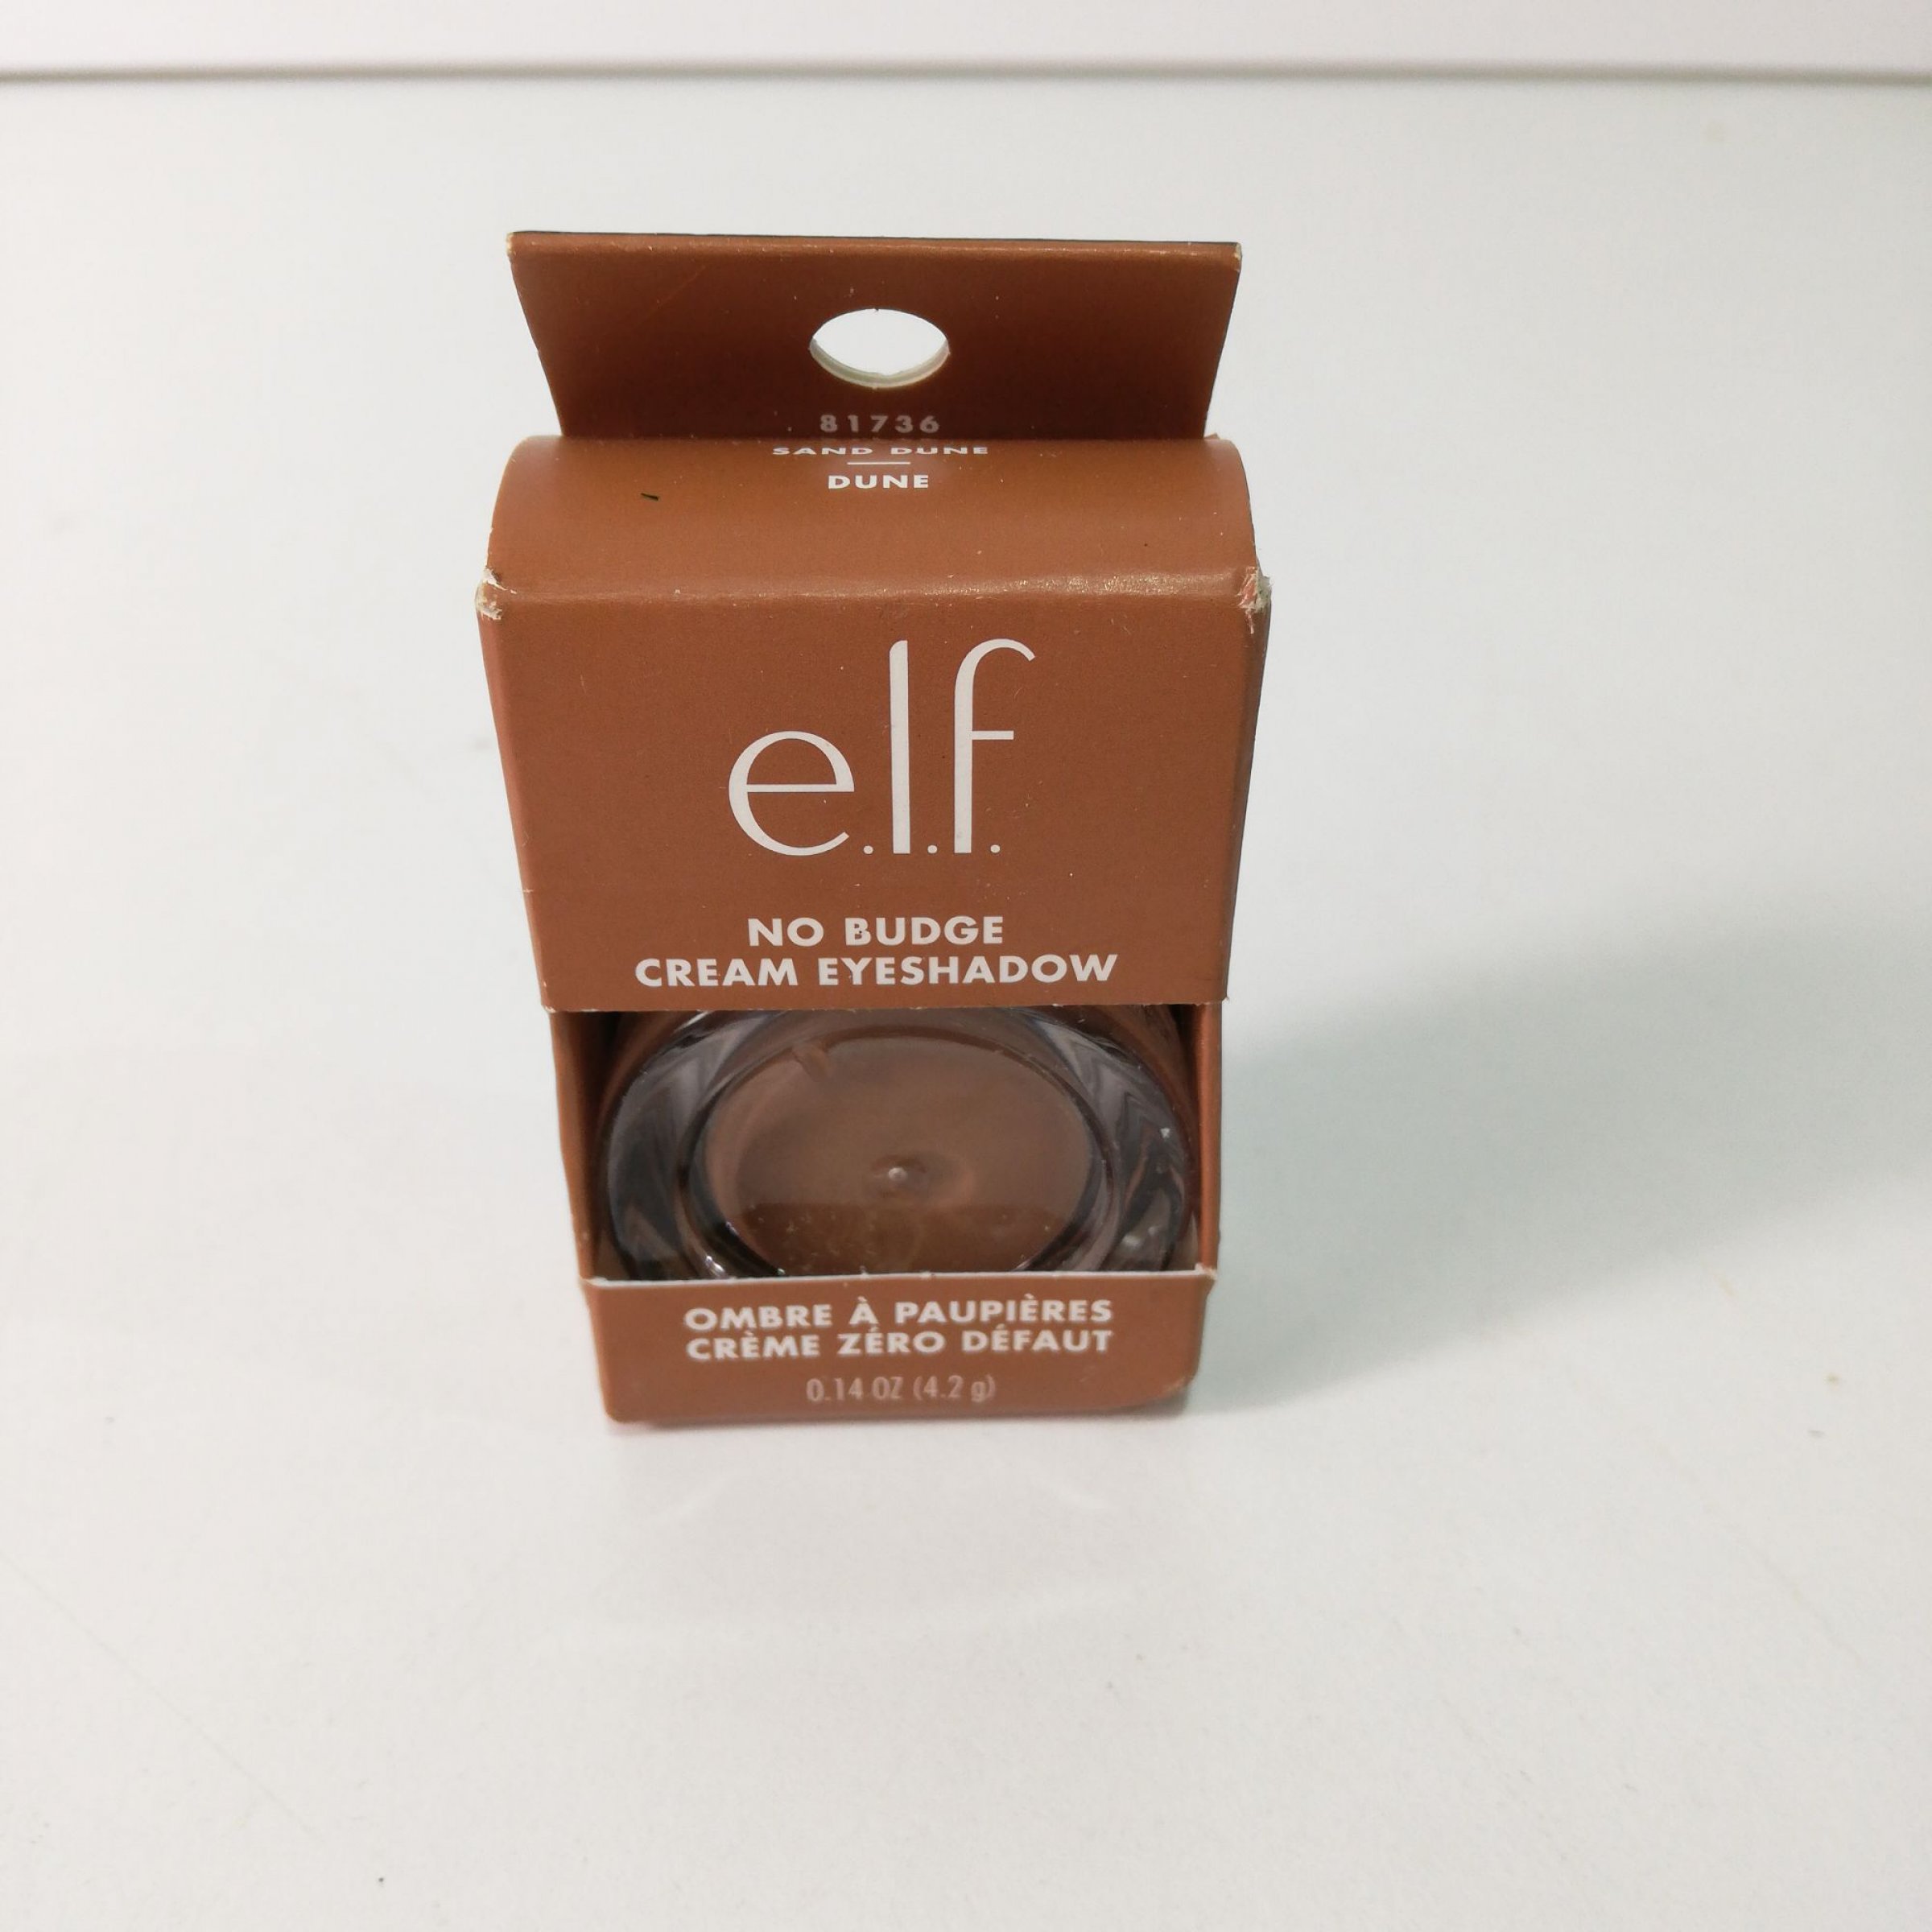 81736
SAND DUNE
DUNE
e.l.f.
NO BUDGE
CREAM EYESHADOW
OMBRE À PAUPIÈRES
CRÈME ZÉRO DÉFAUT
0.14 OZ (4.2 g)